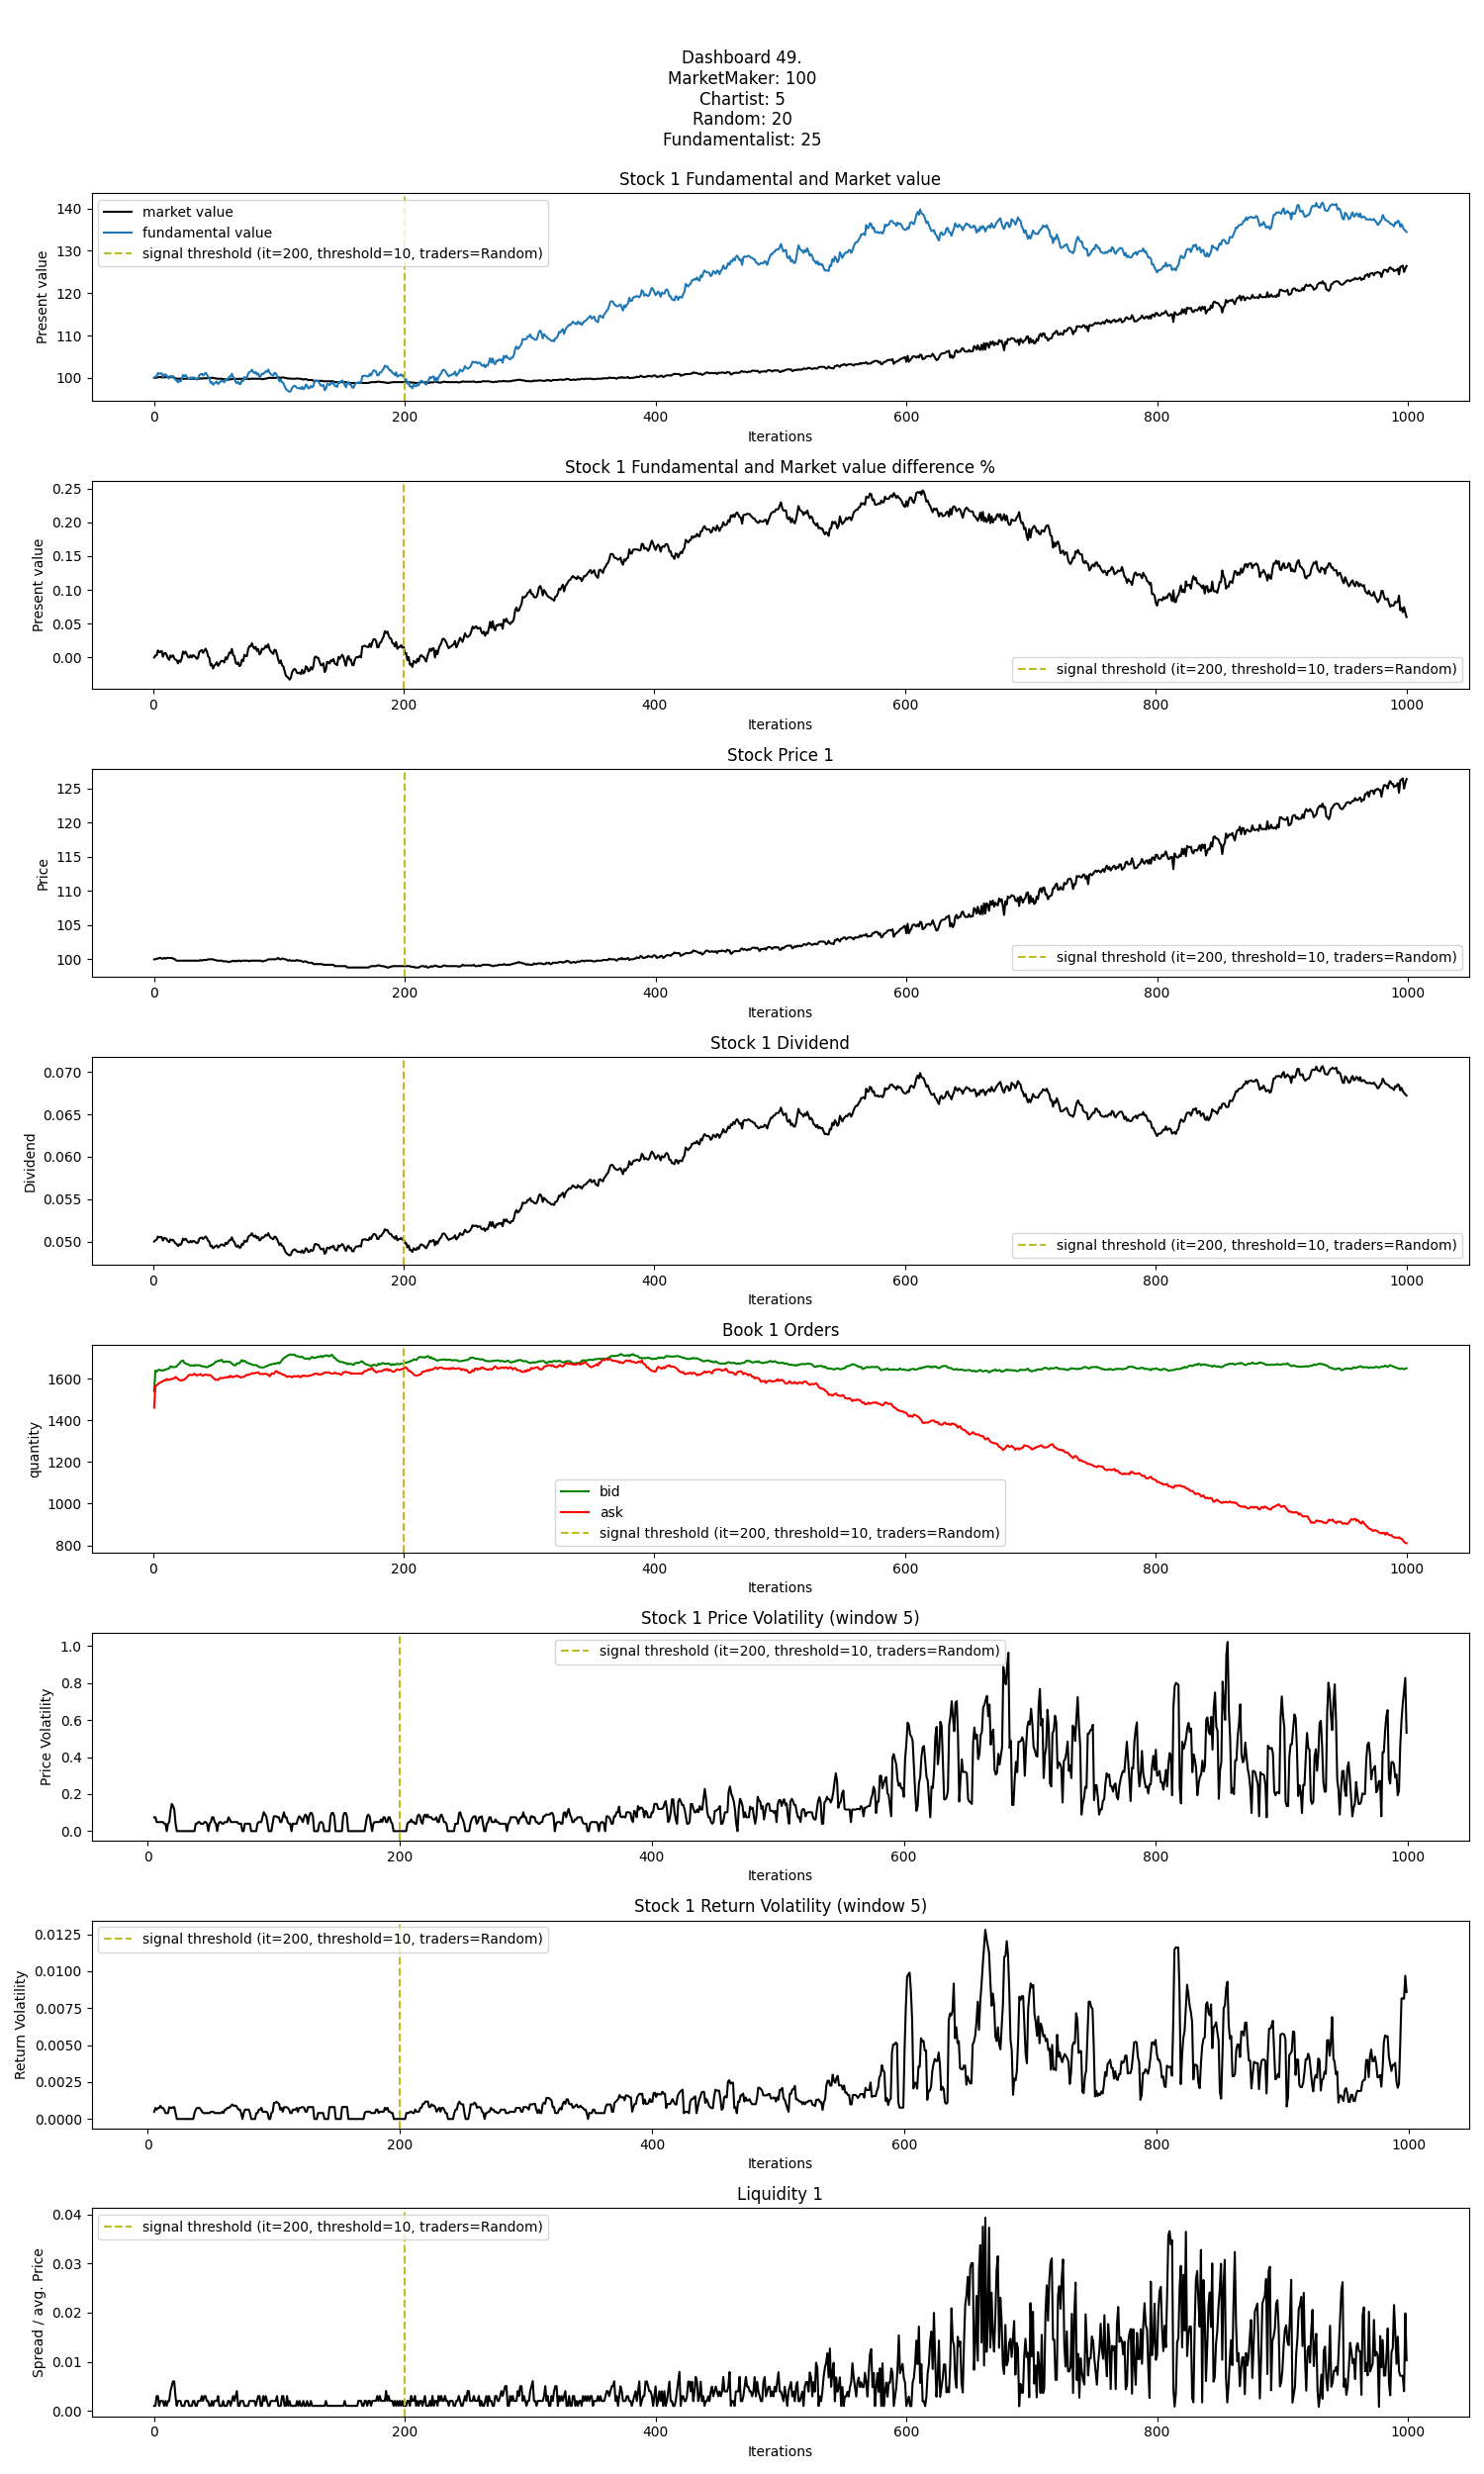 Dashboard 49.
MarketMaker: 100
Chartist: 5
Random: 20
Fundamentalist: 25
Stock 1 Fundamental and Market value
market value
fundamental value
signal threshold (it=200, threshold=10, traders=Random)
Present value
140
130
120
110
100
0 200 400 600 800 1000
Iterations
Stock 1 Fundamental and Market value difference %
Present value
0.25
0.20
0.15
0.10
0.05
0.00
signal threshold (it=200, threshold=10, traders=Random)
0 200 400 600 800 1000
Iterations
Stock Price 1
Price
125
120
115
110
105
100
signal threshold (it=200, threshold=10, traders=Random)
0 200 400 600 800 1000
Iterations
Stock 1 Dividend
Dividend
0.070
0.065
0.060
0.055
0.050
signal threshold (it=200, threshold=10, traders=Random)
0 200 400 600 800 1000
Iterations
Book 1 Orders
quantity
1600
1400
1200
1000
800
bid
ask
signal threshold (it=200, threshold=10, traders=Random)
0 200 400 600 800 1000
Iterations
Stock 1 Price Volatility (window 5)
signal threshold (it=200, threshold=10, traders=Random)
Price Volatility
1.0
0.8
0.6
0.4
0.2
0.0
0 200 400 600 800 1000
Iterations
Stock 1 Return Volatility (window 5)
signal threshold (it=200, threshold=10, traders=Random)
Return Volatility
0.0125
0.0100
0.0075
0.0050
0.0025
0.0000
0 200 400 600 800 1000
Iterations
Liquidity 1
signal threshold (it=200, threshold=10, traders=Random)
Spread / avg. Price
0.04
0.03
0.02
0.01
0.00
0 200 400 600 800 1000
Iterations